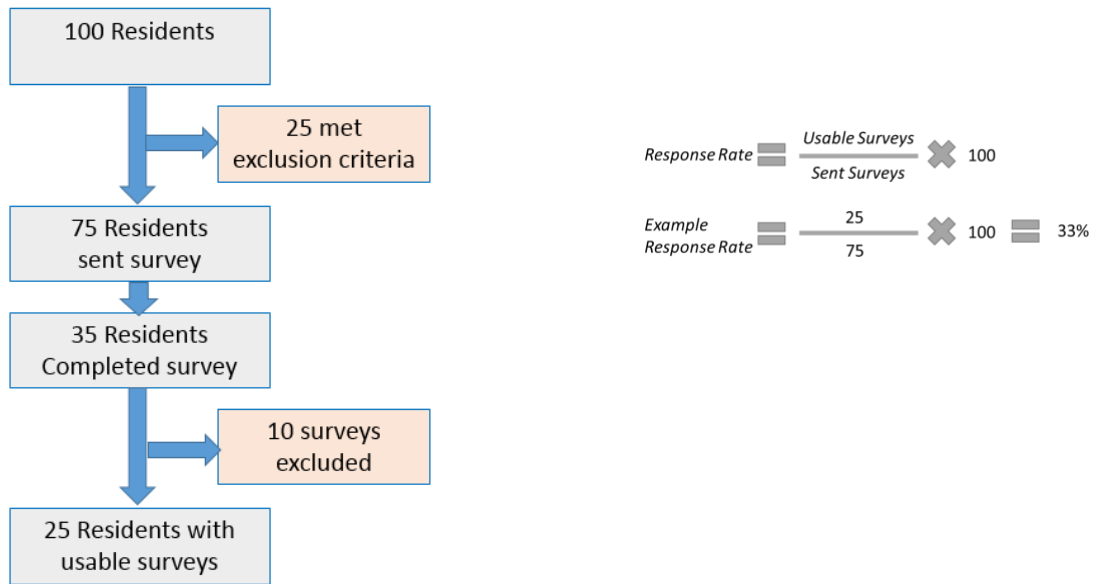 100 Residents
25 met
exclusion criteria
75 Residents
sent survey
35 Residents
Completed survey
10 surveys
excluded
25 Residents with
usable surveys
Response Rate = Usable Surveys × 100
Sent Surveys
Example
Response Rate = 25 × 100 = 33%
75